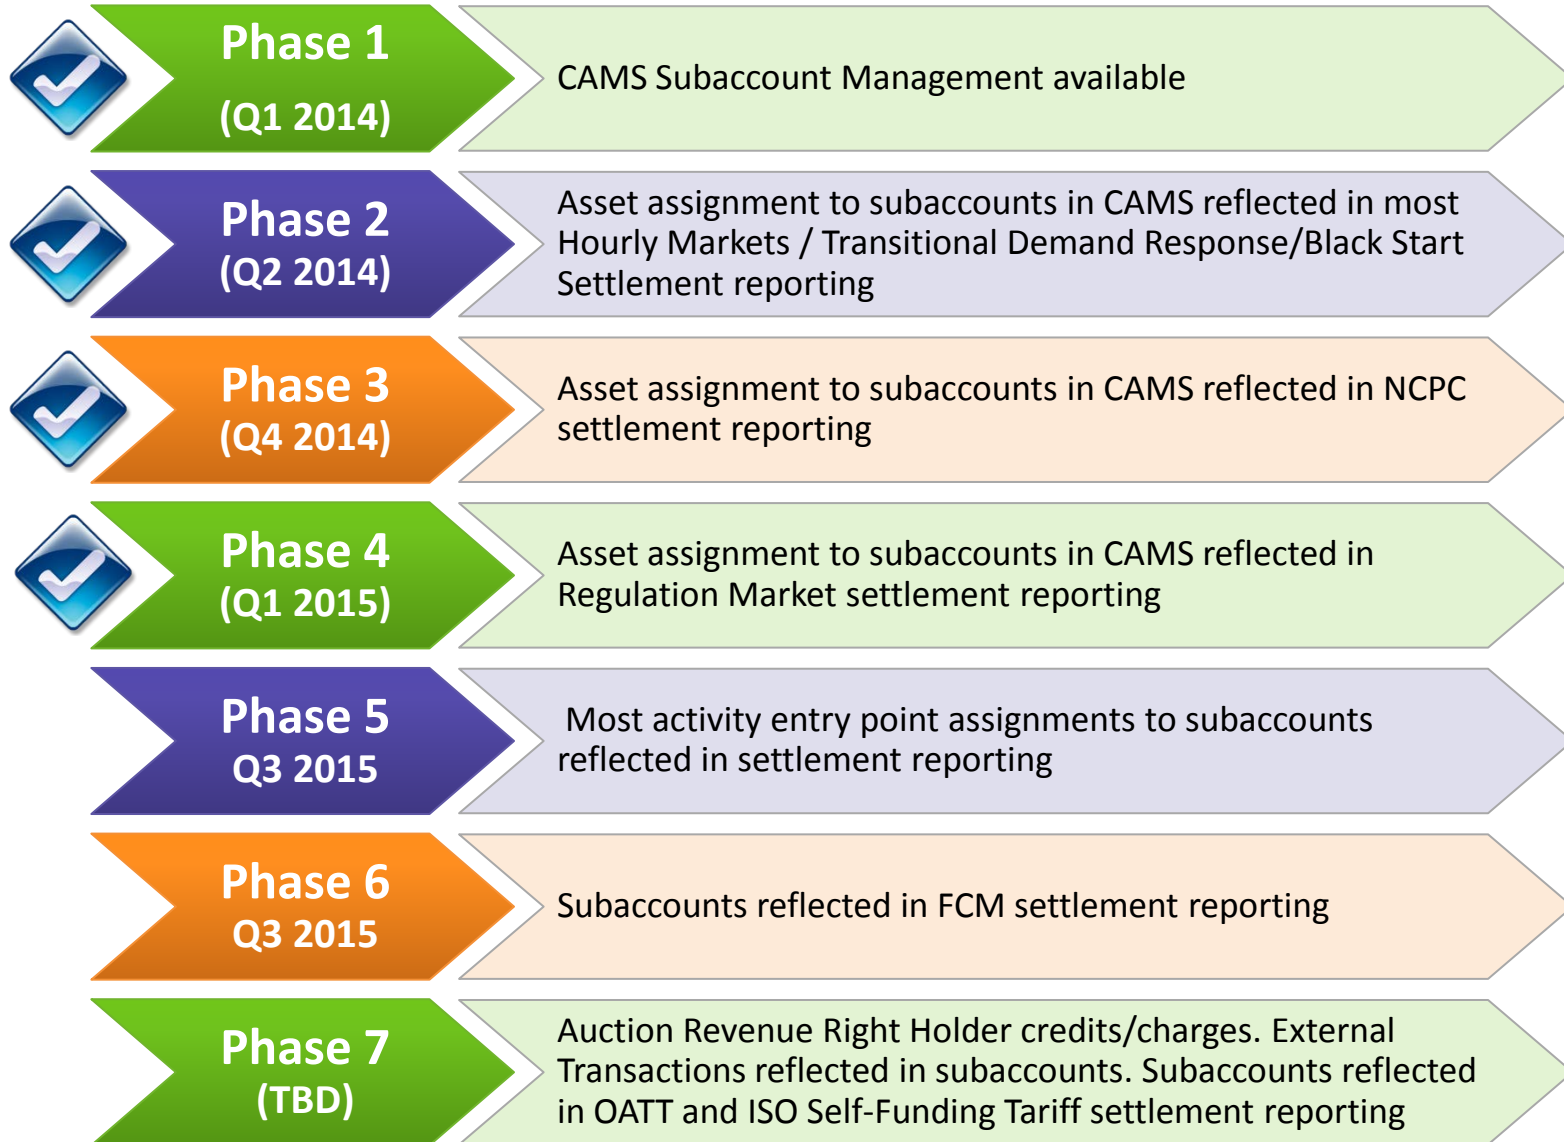 Phase 1
(Q1 2014)
CAMS Subaccount Management available
Phase 2
(Q2 2014)
Asset assignment to subaccounts in CAMS reflected in most
Hourly Markets / Transitional Demand Response/Black Start
Settlement reporting
Phase 3
(Q4 2014)
Asset assignment to subaccounts in CAMS reflected in NCPC
settlement reporting
Phase 4
(Q1 2015)
Asset assignment to subaccounts in CAMS reflected in
Regulation Market settlement reporting
Phase 5
Q3 2015
Most activity entry point assignments to subaccounts
reflected in settlement reporting
Phase 6
Q3 2015
Subaccounts reflected in FCM settlement reporting
Phase 7
(TBD)
Auction Revenue Right Holder credits/charges. External
Transactions reflected in subaccounts. Subaccounts reflected
in OATT and ISO Self-Funding Tariff settlement reporting